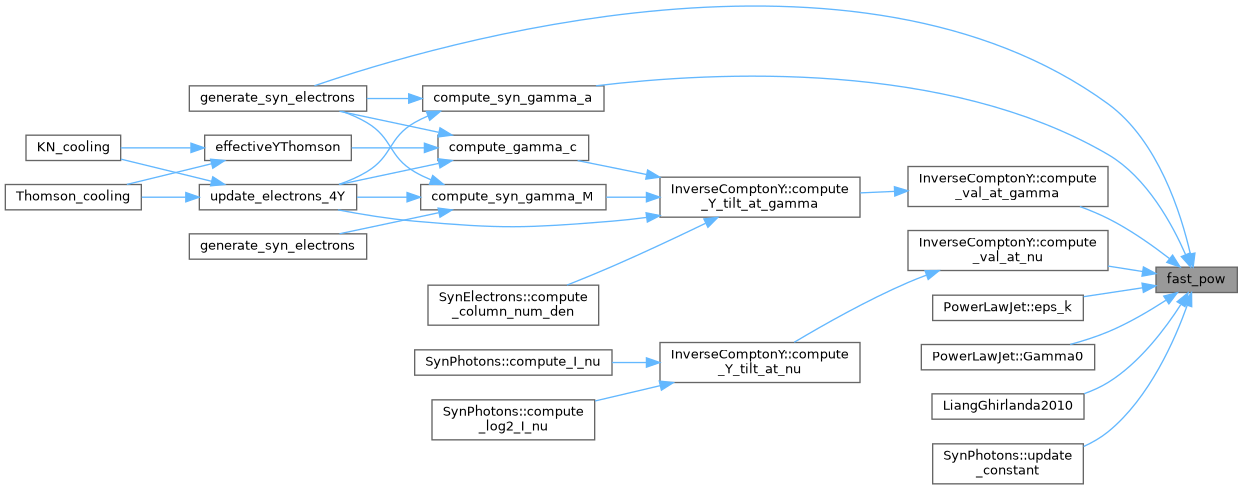 generate_syn_electrons
compute_syn_gamma_a
KN_cooling
effectiveYThomson
compute_gamma_c
Thomson_cooling
update_electrons_4Y
compute_syn_gamma_M
InverseComptonY::compute
_Y_tilt_at_gamma
InverseComptonY::compute
_val_at_gamma
generate_syn_electrons
InverseComptonY::compute
_val_at_nu
fast_pow
SynElectrons::compute
_column_num_den
PowerLawJet::eps_k
SynPhotons::compute_I_nu
InverseComptonY::compute
_Y_tilt_at_nu
PowerLawJet::Gamma0
SynPhotons::compute
_log2_I_nu
LiangGhirlanda2010
SynPhotons::update
_constant